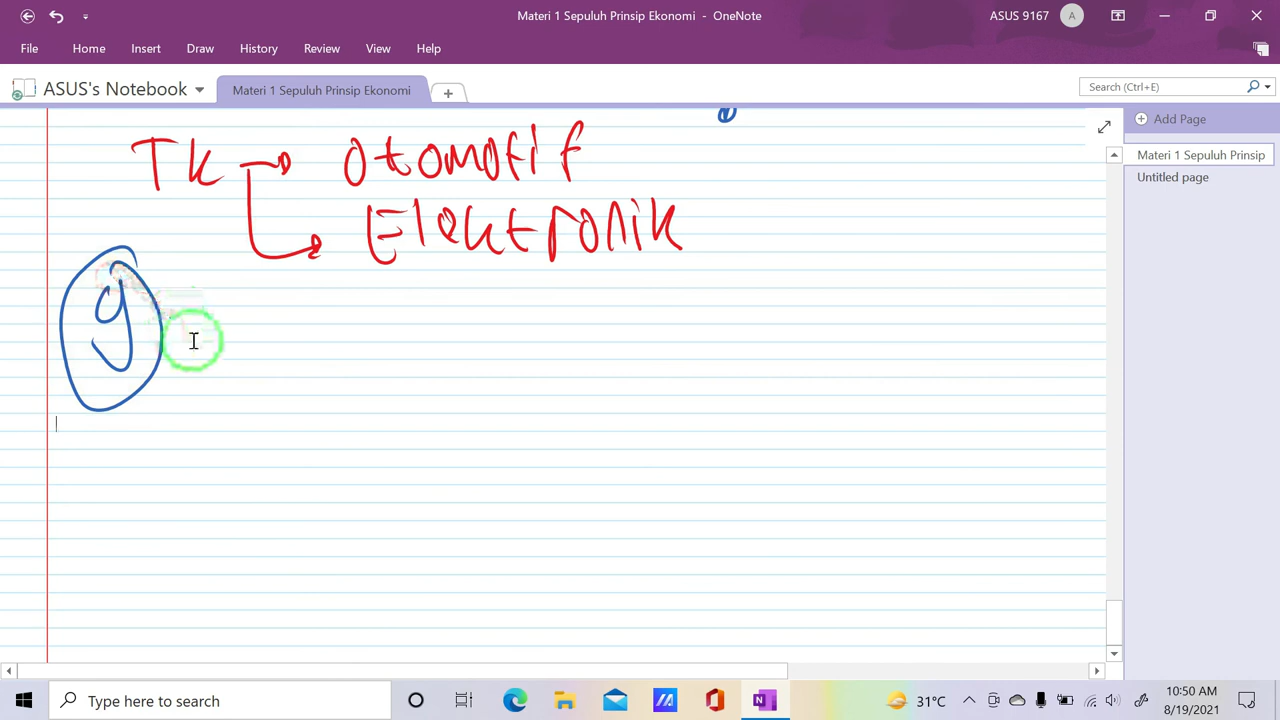 Materi 1 Sepuluh Prinsip Ekonomi - OneNote
ASUS 9167
A
File Home Insert Draw History Review View Help
ASUS's Notebook
Materi 1 Sepuluh Prinsip Ekonomi
Search (Ctrl+E)
Add Page
Materi 1 Sepuluh Prinsip
Untitled page
TK → Otomotif
Elektronik
9
Type here to search
31°C
10:50 AM
8/19/2021